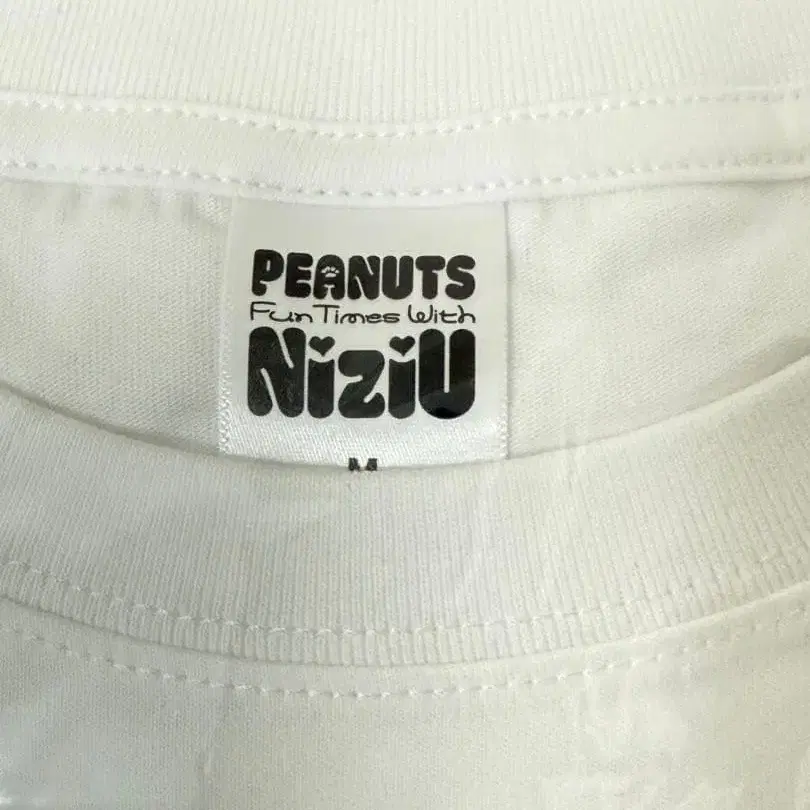 PEANUTS
Fun Times With
NiziU
M